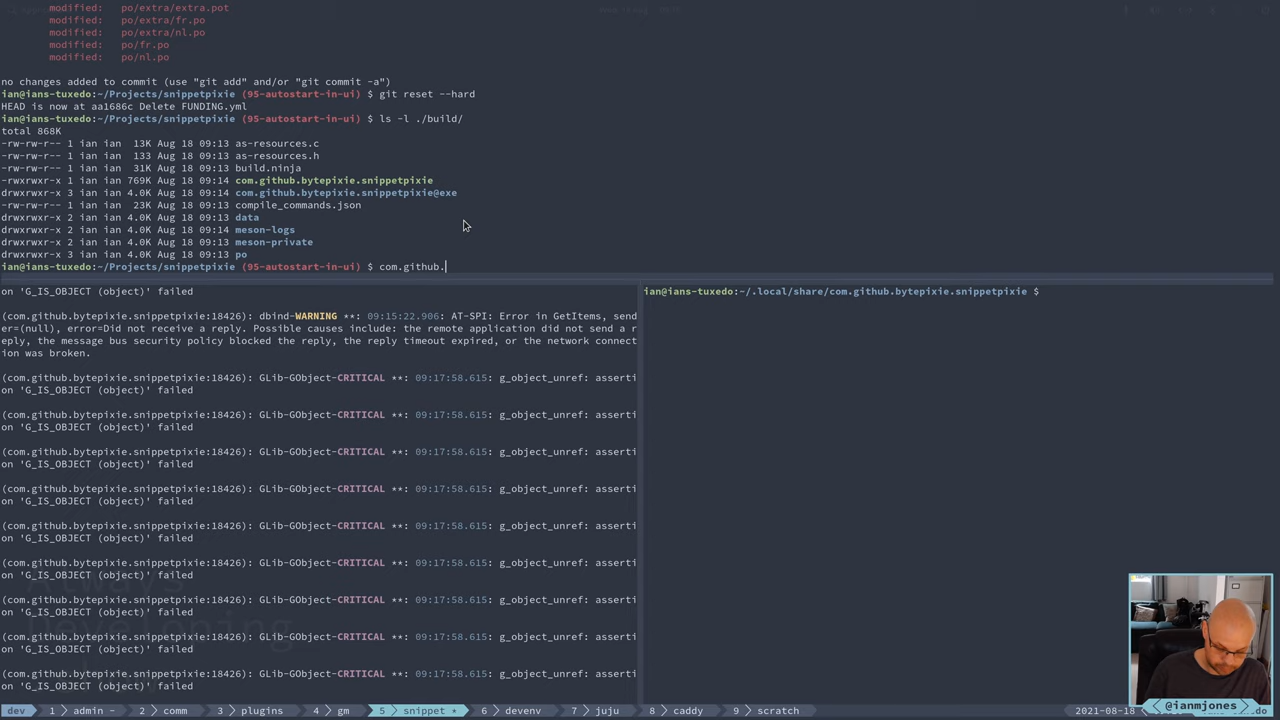 modified:   po/extra/extra.pot
modified:   po/extra/fr.po
modified:   po/extra/nl.po
modified:   po/fr.po
modified:   po/nl.po
no changes added to commit (use "git add" and/or "git commit -a")
ian@ians-tuxedo:~/Projects/snippetpixie (95-autostart-in-ui) $ git reset --hard
HEAD is now at aa1686c Delete FUNDING.yml
ian@ians-tuxedo:~/Projects/snippetpixie (95-autostart-in-ui) $ ls -l ./build/
total 868K
-rw-rw-r-- 1 ian ian  13K Aug 18 09:13 as-resources.c
-rw-rw-r-- 1 ian ian  133 Aug 18 09:13 as-resources.h
-rw-rw-r-- 1 ian ian  31K Aug 18 09:13 build.ninja
-rwxrwxr-x 1 ian ian 769K Aug 18 09:14 com.github.bytepixie.snippetpixie
drwxrwxr-x 3 ian ian 4.0K Aug 18 09:13 com.github.bytepixie.snippetpixie@exe
-rw-rw-r-- 1 ian ian  23K Aug 18 09:13 compile_commands.json
drwxrwxr-x 2 ian ian 4.0K Aug 18 09:13 data
drwxrwxr-x 2 ian ian 4.0K Aug 18 09:14 meson-logs
drwxrwxr-x 2 ian ian 4.0K Aug 18 09:13 meson-private
drwxrwxr-x 3 ian ian 4.0K Aug 18 09:13 po
ian@ians-tuxedo:~/Projects/snippetpixie (95-autostart-in-ui) $ com.github.
on 'G_IS_OBJECT (object)' failed
(com.github.bytepixie.snippetpixie:18426): dbind-WARNING **: 09:15:22.906: AT-SPI: Error in GetItems, send
er=(null), error=Did not receive a reply. Possible causes include: the remote application did not send a r
eply, the message bus security policy blocked the reply, the reply timeout expired, or the network connect
ion was broken.
(com.github.bytepixie.snippetpixie:18426): GLib-GObject-CRITICAL **: 09:17:58.615: g_object_unref: asserti
on 'G_IS_OBJECT (object)' failed
(com.github.bytepixie.snippetpixie:18426): GLib-GObject-CRITICAL **: 09:17:58.615: g_object_unref: asserti
on 'G_IS_OBJECT (object)' failed
(com.github.bytepixie.snippetpixie:18426): GLib-GObject-CRITICAL **: 09:17:58.615: g_object_unref: asserti
on 'G_IS_OBJECT (object)' failed
(com.github.bytepixie.snippetpixie:18426): GLib-GObject-CRITICAL **: 09:17:58.615: g_object_unref: asserti
on 'G_IS_OBJECT (object)' failed
(com.github.bytepixie.snippetpixie:18426): GLib-GObject-CRITICAL **: 09:17:58.615: g_object_unref: asserti
on 'G_IS_OBJECT (object)' failed
(com.github.bytepixie.snippetpixie:18426): GLib-GObject-CRITICAL **: 09:17:58.615: g_object_unref: asserti
on 'G_IS_OBJECT (object)' failed
(com.github.bytepixie.snippetpixie:18426): GLib-GObject-CRITICAL **: 09:17:58.615: g_object_unref: asserti
on 'G_IS_OBJECT (object)' failed
(com.github.bytepixie.snippetpixie:18426): GLib-GObject-CRITICAL **: 09:17:58.615: g_object_unref: asserti
on 'G_IS_OBJECT (object)' failed
(com.github.bytepixie.snippetpixie:18426): GLib-GObject-CRITICAL **: 09:17:58.615: g_object_unref: asserti
on 'G_IS_OBJECT (object)' failed
ian@ians-tuxedo:~/.local/share/com.github.bytepixie.snippetpixie $
Always
Developing
< @ianmjones >
dev 1 > admin - 2 > comm 3 > plugins 4 > gm 5 > snippet * 6 > devenv 7 > juju 8 > caddy 9 > scratch 2021-08-18